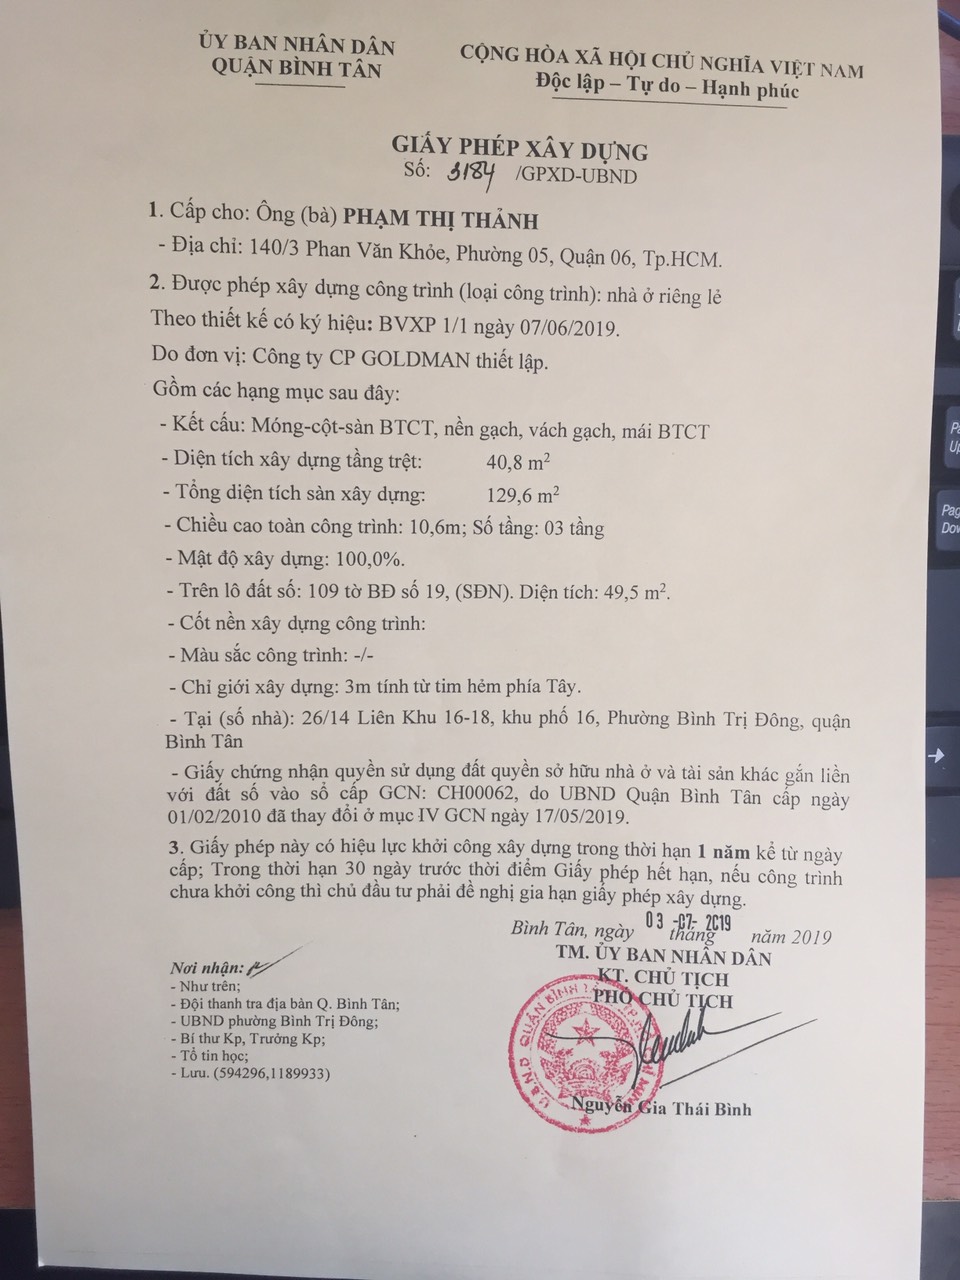 ỦY BAN NHÂN DÂN
QUẬN BÌNH TÂN
CỘNG HÒA XÃ HỘI CHỦ NGHĨA VIỆT NAM
Độc lập – Tự do – Hạnh phúc
GIẤY PHÉP XÂY DỰNG
Số: 3184 /GPXD-UBND
1. Cấp cho: Ông (bà) PHẠM THỊ THẢNH
- Địa chỉ: 140/3 Phan Văn Khỏe, Phường 05, Quận 06, Tp.HCM.
2. Được phép xây dựng công trình (loại công trình): nhà ở riêng lẻ
Theo thiết kế có ký hiệu: BVXP 1/1 ngày 07/06/2019.
Do đơn vị: Công ty CP GOLDMAN thiết lập.
Gồm các hạng mục sau đây:
- Kết cấu: Móng-cột-sàn BTCT, nền gạch, vách gạch, mái BTCT
- Diện tích xây dựng tầng trệt: 40,8 m²
- Tổng diện tích sàn xây dựng: 129,6 m²
- Chiều cao toàn công trình: 10,6m; Số tầng: 03 tầng
- Mật độ xây dựng: 100,0%.
- Trên lô đất số: 109 tờ BĐ số 19, (SĐN). Diện tích: 49,5 m².
- Cốt nền xây dựng công trình:
- Màu sắc công trình: -/-
- Chỉ giới xây dựng: 3m tính từ tim hẻm phía Tây.
- Tại (số nhà): 26/14 Liên Khu 16-18, khu phố 16, Phường Bình Trị Đông, quận
Bình Tân
- Giấy chứng nhận quyền sử dụng đất quyền sở hữu nhà ở và tài sản khác gắn liền
với đất số vào sổ cấp GCN: CH00062, do UBND Quận Bình Tân cấp ngày
01/02/2010 đã thay đổi ở mục IV GCN ngày 17/05/2019.
3. Giấy phép này có hiệu lực khởi công xây dựng trong thời hạn 1 năm kể từ ngày
cấp; Trong thời hạn 30 ngày trước thời điểm Giấy phép hết hạn, nếu công trình
chưa khởi công thì chủ đầu tư phải đề nghị gia hạn giấy phép xây dựng.
03 -07- 2019
Bình Tân, ngày tháng năm 2019
TM. ỦY BAN NHÂN DÂN
KT. CHỦ TỊCH
PHÓ CHỦ TỊCH
Nguyễn Gia Thái Bình
Nơi nhận:
- Như trên;
- Đội thanh tra địa bàn Q. Bình Tân;
- UBND phường Bình Trị Đông;
- Bí thư Kp, Trưởng Kp;
- Tổ tin học;
- Lưu. (594296,1189933)